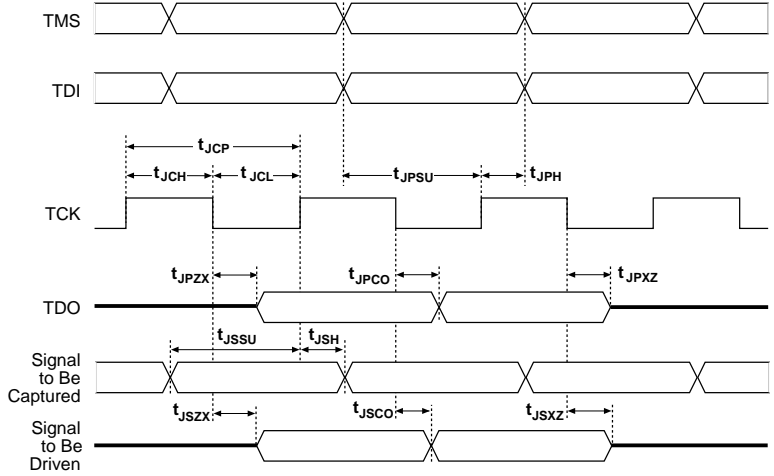 TMS
TDI
tJCP
tJCH
tJCL
tJPSU
tJPH
TCK
tJPZX
tJPCO
tJPXZ
TDO
tJSSU
tJSH
Signal
to Be
Captured
tJSZX
tJSCO
tJSXZ
Signal
to Be
Driven